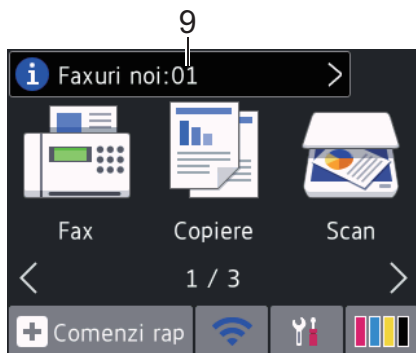 9
Faxuri noi:01
Fax Copiere Scan
1 / 3
Comenzi rap